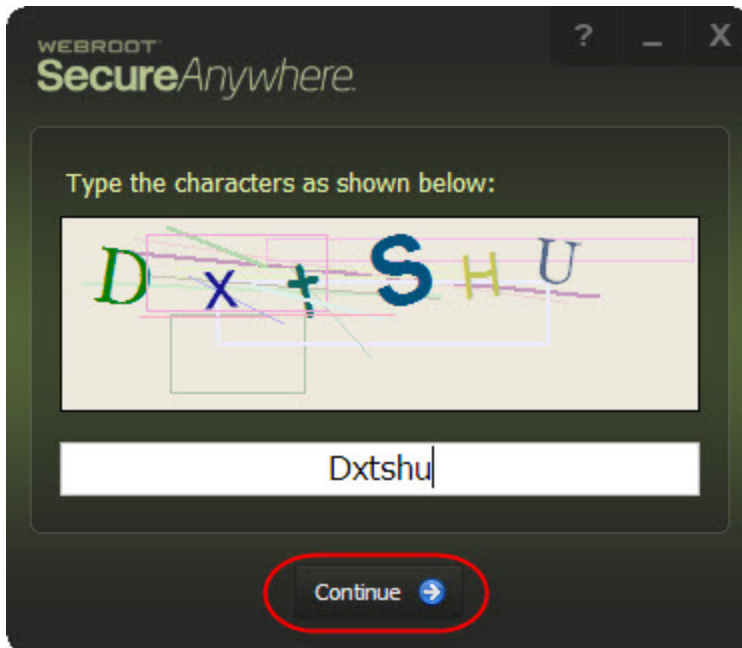 ? _ X
WEBROOT
SecureAnywhere
Type the characters as shown below:
D x t S H U
Dxtshu
Continue